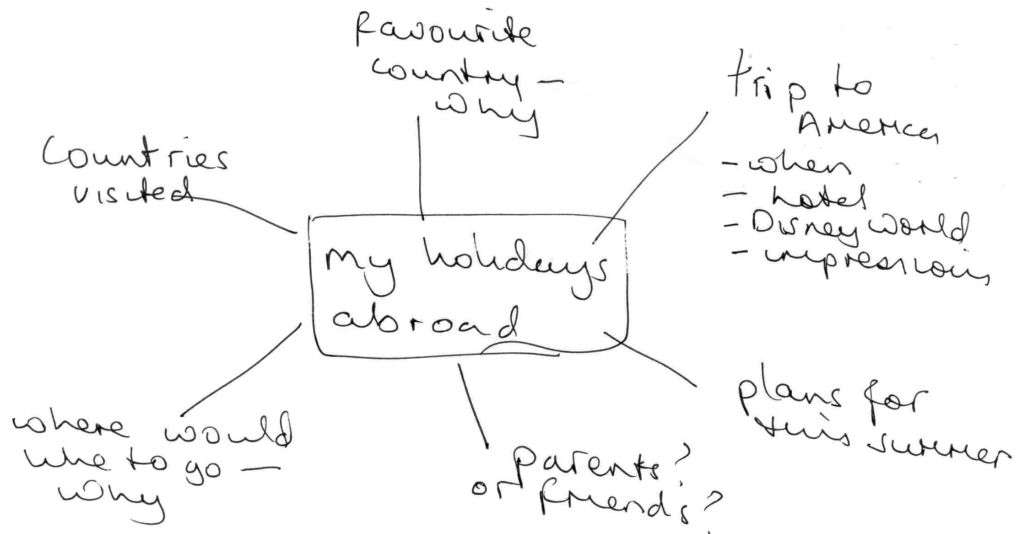 Favourite
country –
why
trip to
America
- when
- hotel
- Disney world
- impressions
Countries
visited
my holidays
abroad
where would
like to go –
why
parents?
or friends?
plans for
this summer